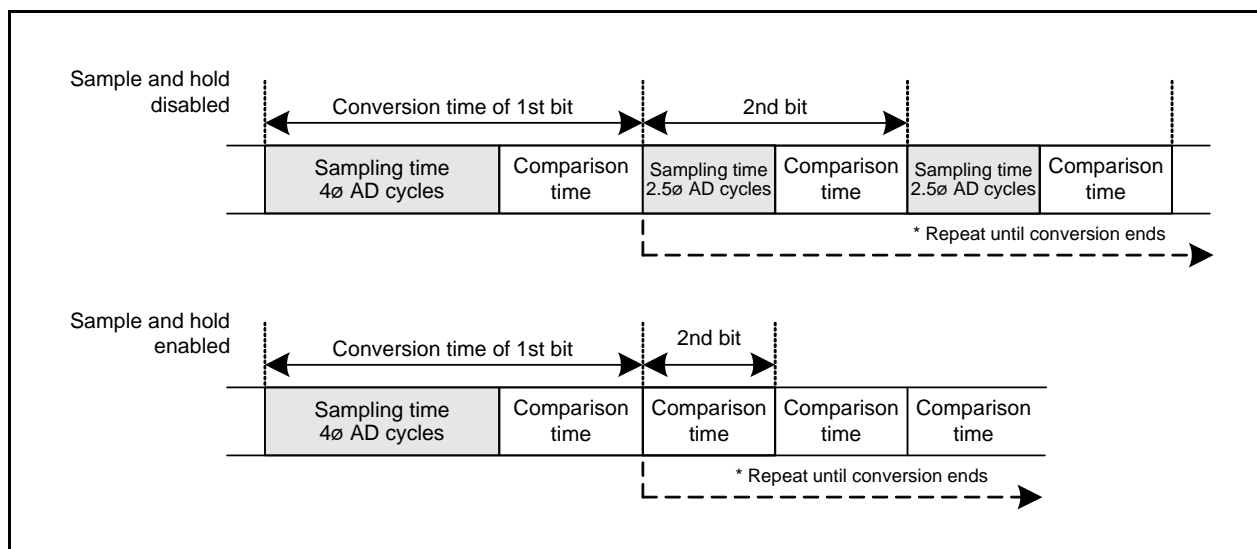 Sample and hold
disabled
Conversion time of 1st bit
2nd bit
Sampling time
4ø AD cycles
Comparison
time
Sampling time
2.5ø AD cycles
Comparison
time
Sampling time
2.5ø AD cycles
Comparison
time
* Repeat until conversion ends
Sample and hold
enabled
Conversion time of 1st bit
2nd bit
Sampling time
4ø AD cycles
Comparison
time
Comparison
time
Comparison
time
Comparison
time
* Repeat until conversion ends